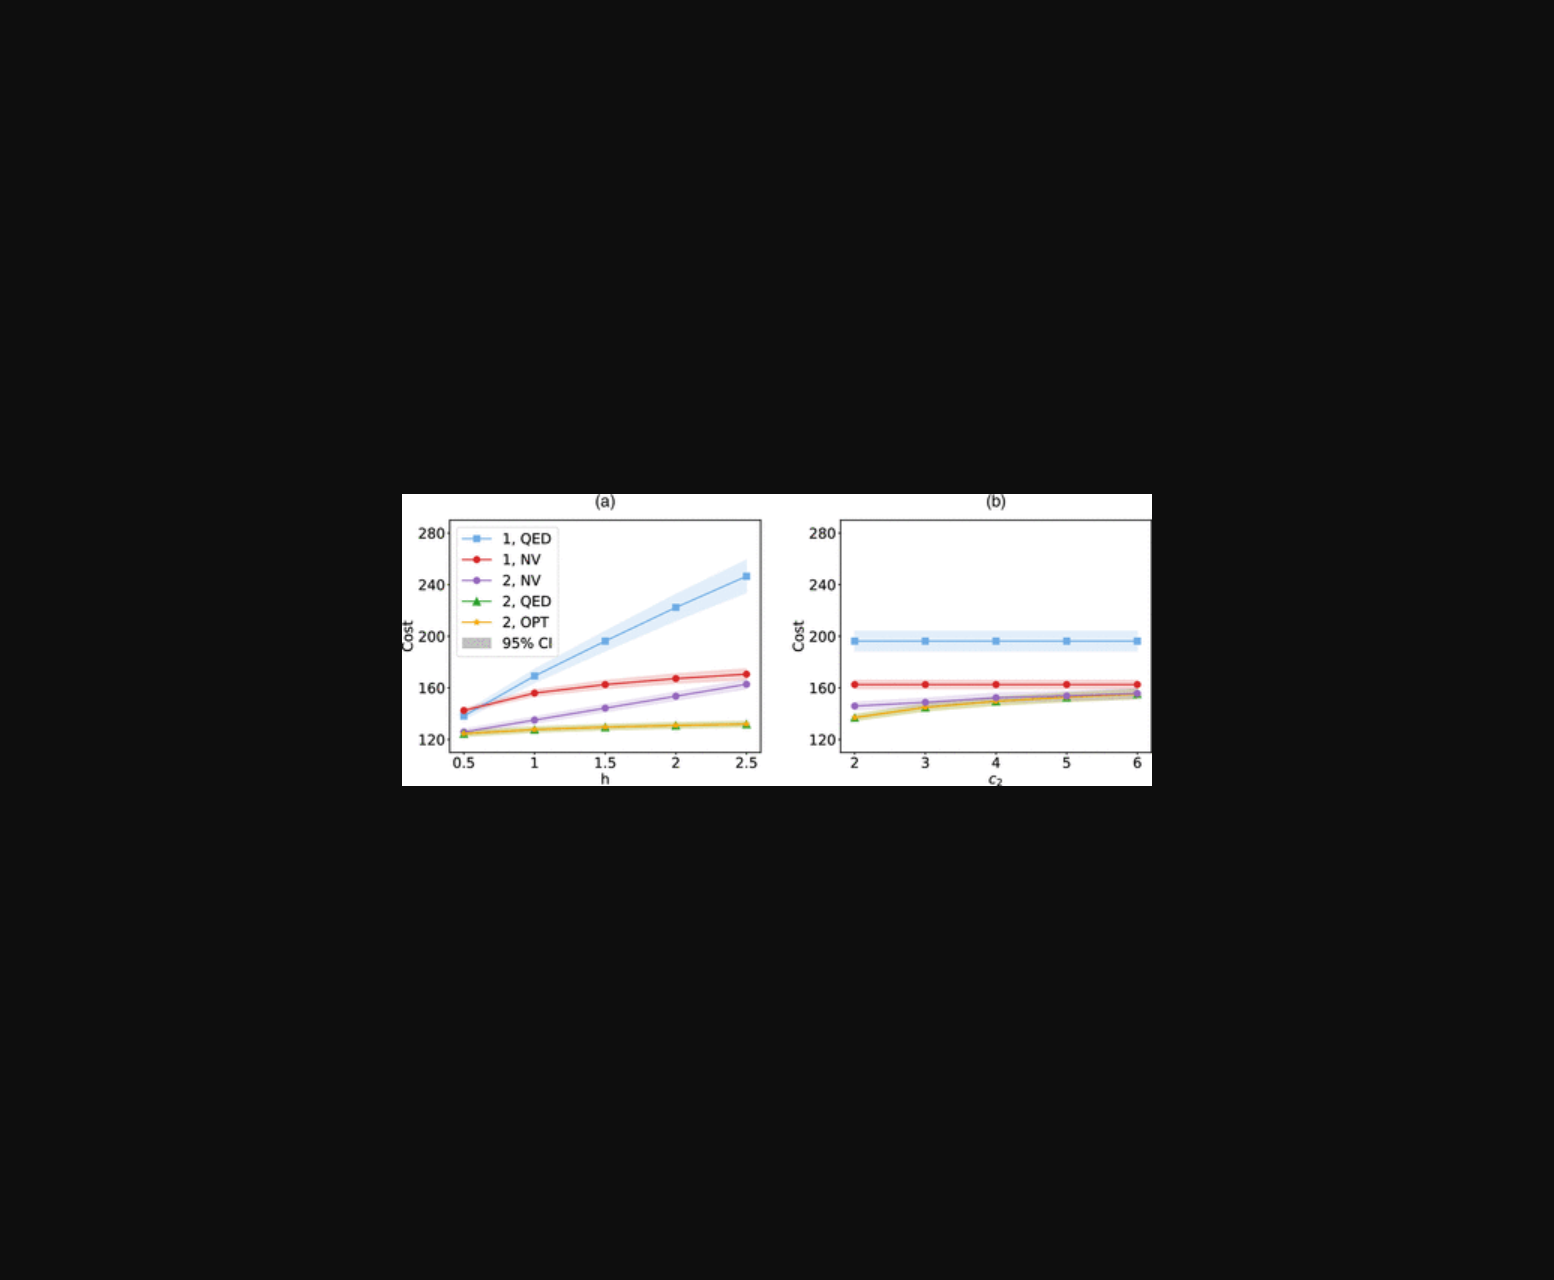 (a)
280
240
200
160
120
Cost
1, QED
1, NV
2, NV
2, QED
2, OPT
95% CI
0.5 1 1.5 2 2.5
h
(b)
280
240
200
160
120
Cost
2 3 4 5 6
c₂